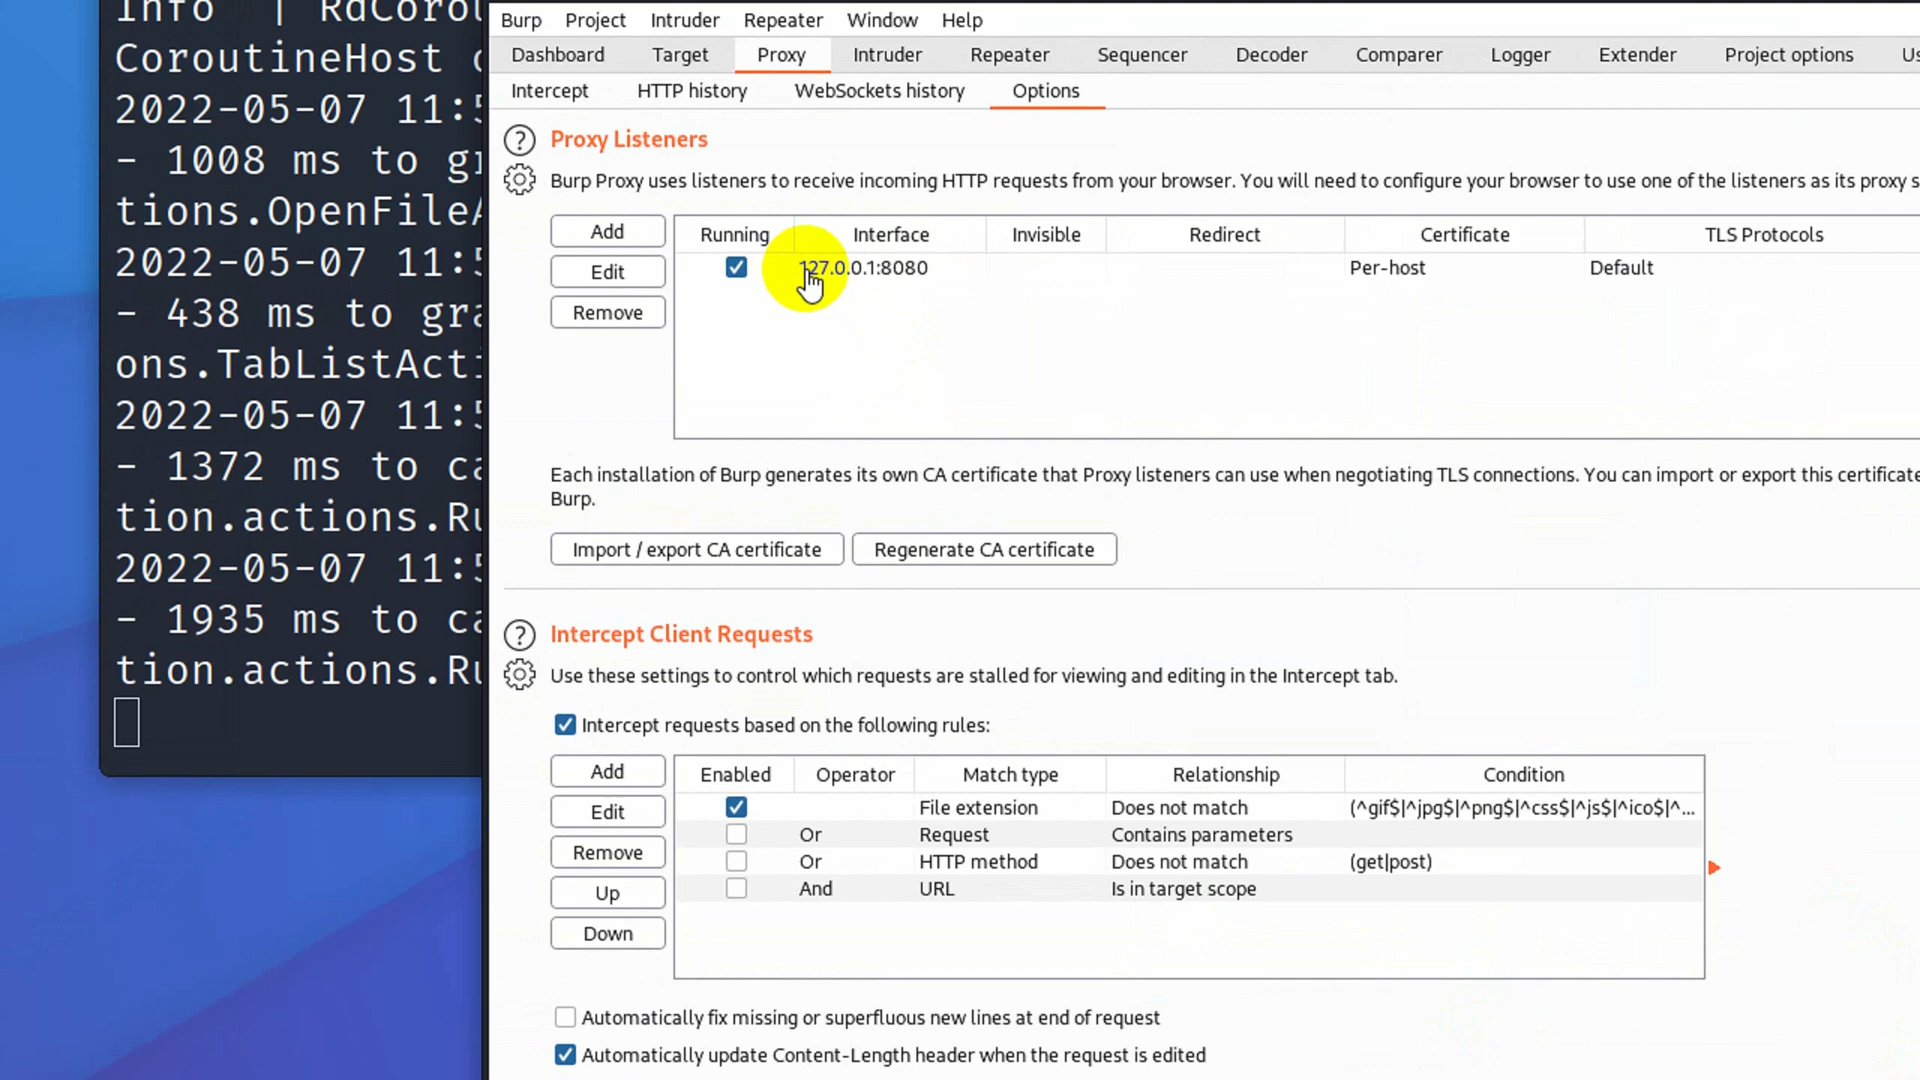 Info  | RdCorou
CoroutineHost
2022-05-07 11:5
- 1008 ms to gr
tions.OpenFileA
2022-05-07 11:5
- 438 ms to gra
ons.TabListActi
2022-05-07 11:5
- 1372 ms to ca
tion.actions.Ru
2022-05-07 11:5
- 1935 ms to ca
tion.actions.Ru
Burp Project Intruder Repeater Window Help
Dashboard Target Proxy Intruder Repeater Sequencer Decoder Comparer Logger Extender Project options Us
Intercept HTTP history WebSockets history Options
? Proxy Listeners
Burp Proxy uses listeners to receive incoming HTTP requests from your browser. You will need to configure your browser to use one of the listeners as its proxy s
Add
Edit
Remove
Running Interface Invisible Redirect Certificate TLS Protocols
127.0.0.1:8080 Per-host Default
Each installation of Burp generates its own CA certificate that Proxy listeners can use when negotiating TLS connections. You can import or export this certificate
Burp.
Import / export CA certificate Regenerate CA certificate
? Intercept Client Requests
Use these settings to control which requests are stalled for viewing and editing in the Intercept tab.
Intercept requests based on the following rules:
Add
Edit
Remove
Up
Down
Enabled Operator Match type Relationship Condition
File extension Does not match (^gif$|^jpg$|^png$|^css$|^js$|^ico$|^...
Or Request Contains parameters
Or HTTP method Does not match (get|post)
And URL Is in target scope
Automatically fix missing or superfluous new lines at end of request
Automatically update Content-Length header when the request is edited